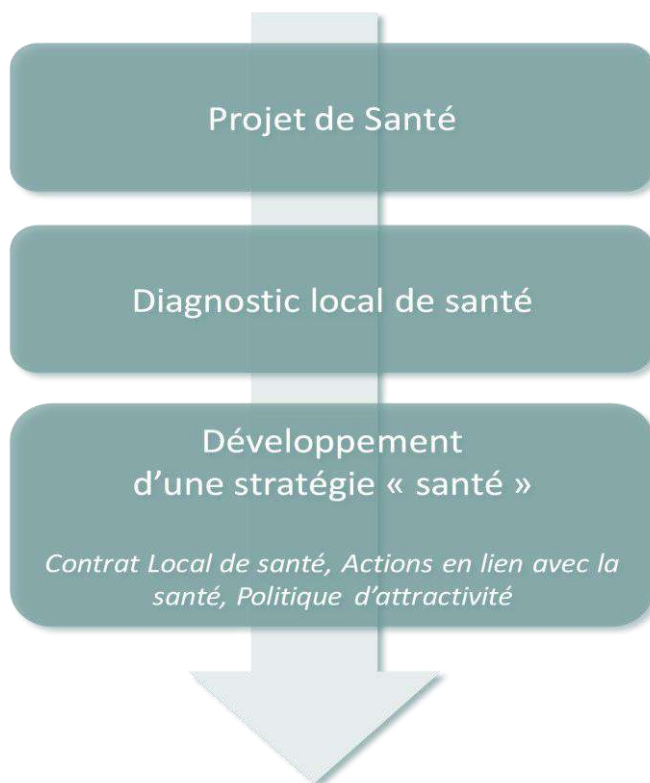 Projet de Santé
Diagnostic local de santé
Développement
d'une stratégie « santé »
Contrat Local de santé, Actions en lien avec la
santé, Politique d'attractivité